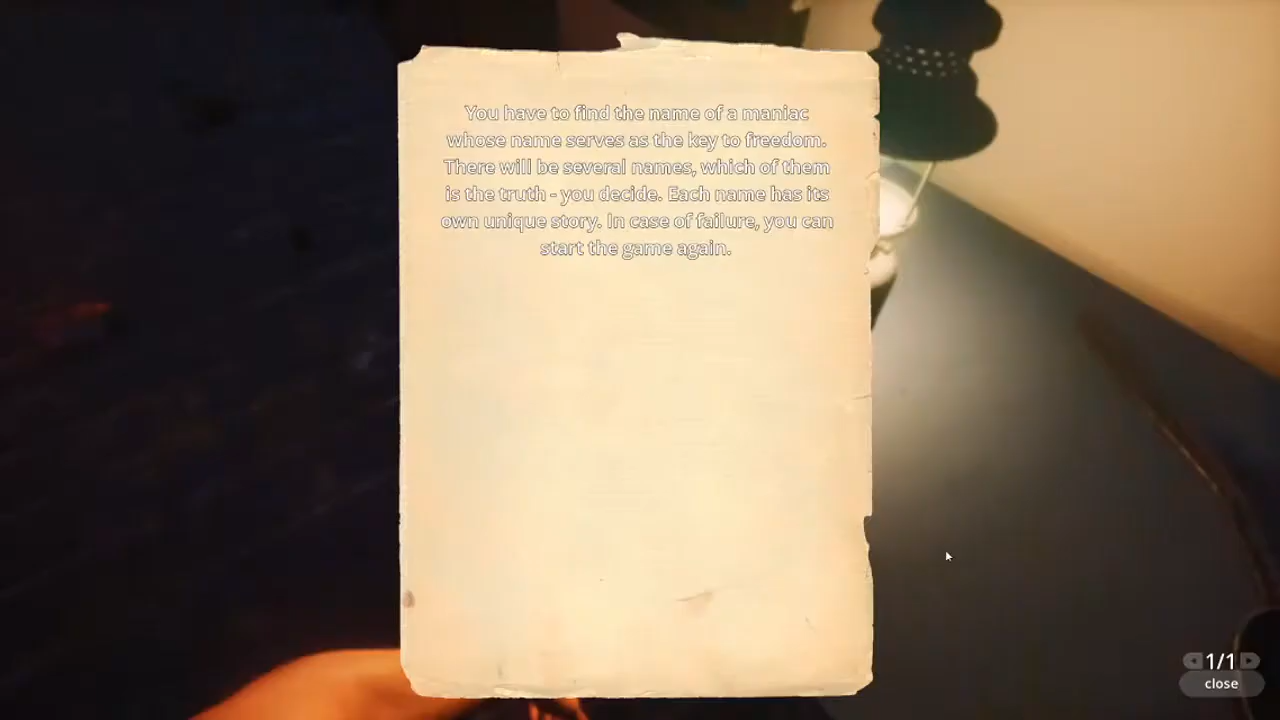 You have to find the name of a maniac
whose name serves as the key to freedom.
There will be several names, which of them
is the truth - you decide. Each name has its
own unique story. In case of failure, you can
start the game again.
1/1
close